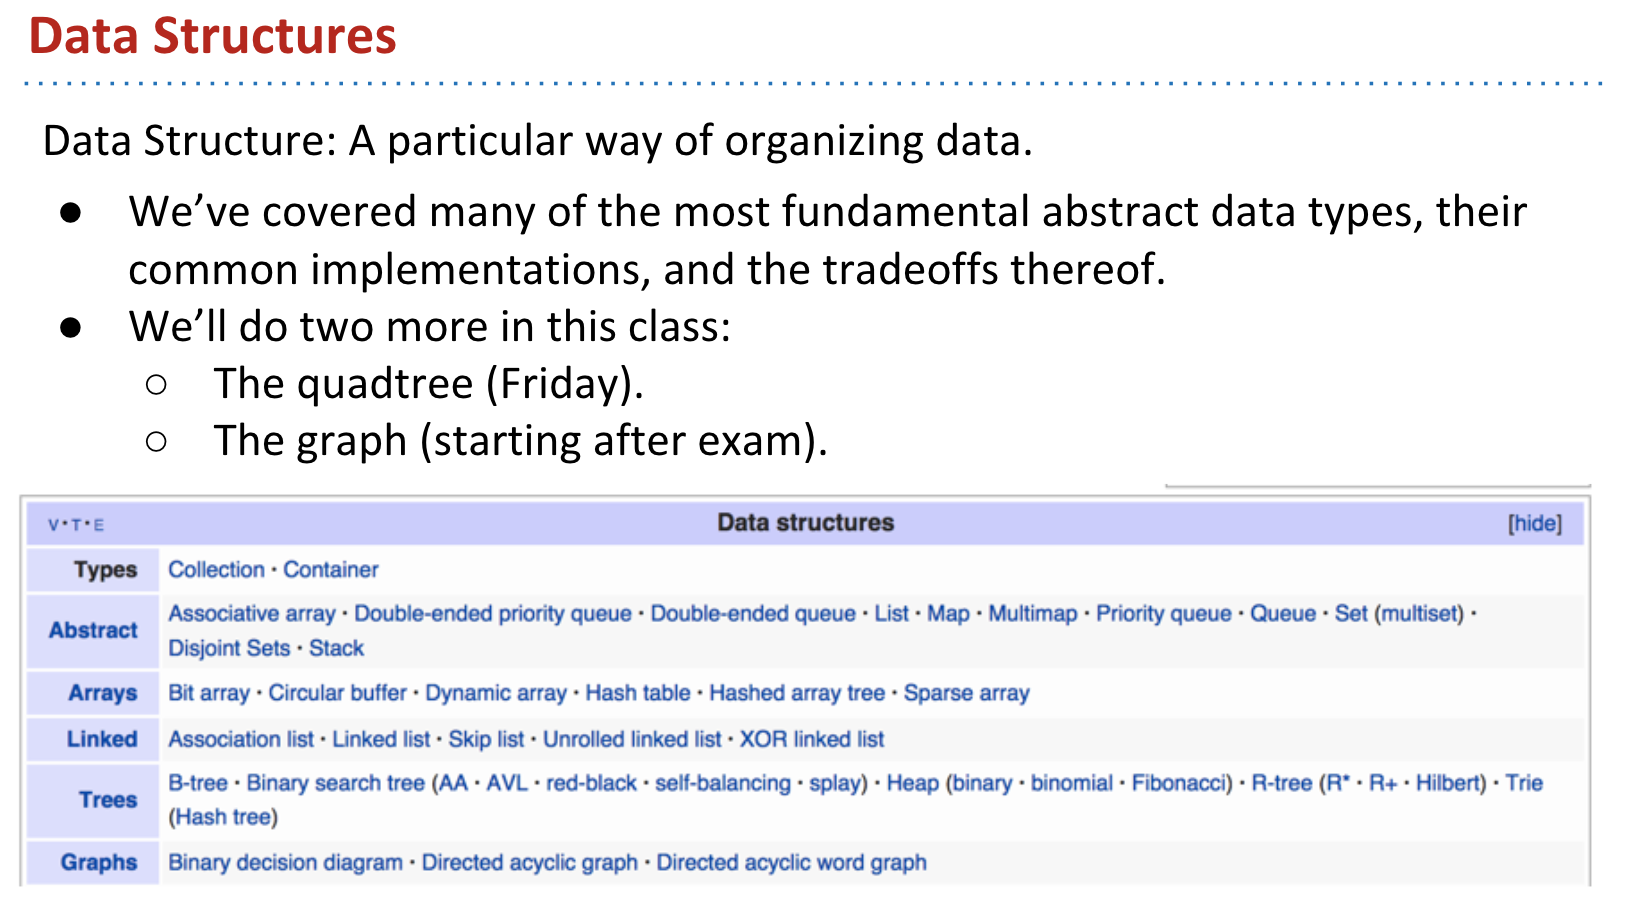 Data Structures
Data Structure: A particular way of organizing data.
● We’ve covered many of the most fundamental abstract data types, their
common implementations, and the tradeoffs thereof.
● We’ll do two more in this class:
○ The quadtree (Friday).
○ The graph (starting after exam).
V·T·E Data structures [hide]
Types Collection · Container
Abstract Associative array · Double-ended priority queue · Double-ended queue · List · Map · Multimap · Priority queue · Queue · Set (multiset) ·
Disjoint Sets · Stack
Arrays Bit array · Circular buffer · Dynamic array · Hash table · Hashed array tree · Sparse array
Linked Association list · Linked list · Skip list · Unrolled linked list · XOR linked list
Trees B-tree · Binary search tree (AA · AVL · red-black · self-balancing · splay) · Heap (binary · binomial · Fibonacci) · R-tree (R* · R+ · Hilbert) · Trie
(Hash tree)
Graphs Binary decision diagram · Directed acyclic graph · Directed acyclic word graph